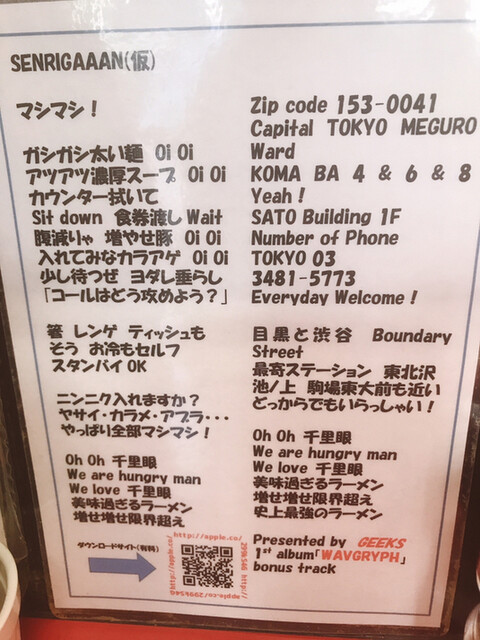 SENRIGAAAN(仮)
マシマシ！
ガシガシ太い麺 Oi Oi
アツアツ濃厚スープ Oi Oi
カウンター拭いて
Sit down 食券渡し Wait
腹減りゃ 増やせ豚 Oi Oi
入れてみなカラアゲ Oi Oi
少し待つぜ ヨダレ垂らし
「コールはどう攻めよう？」
箸 レンゲ ティッシュも
そう お冷もセルフ
スタンバイOK
ニンニク入れますか？
ヤサイ・カラメ・アブラ・・・
やっぱり全部マシマシ！
Oh Oh 千里眼
We are hungry man
We love 千里眼
美味過ぎるラーメン
増せ増せ限界超え
ダウンロードサイト(有料)
Zip code 153-0041
Capital TOKYO MEGURO
Ward
KOMA BA 4 & 6 & 8
Yeah！
SATO Building 1F
Number of Phone
TOKYO 03
3481-5773
Everyday Welcome！
目黒と渋谷 Boundary
Street
最寄ステーション 東北沢
池ノ上 駒場東大前も近い
どっからでもいらっしゃい！
Oh Oh 千里眼
We are hungry man
We love 千里眼
美味過ぎるラーメン
増せ増せ限界超え
史上最強のラーメン
Presented by GEEKS
1st album「WAVGRYPH」
bonus track